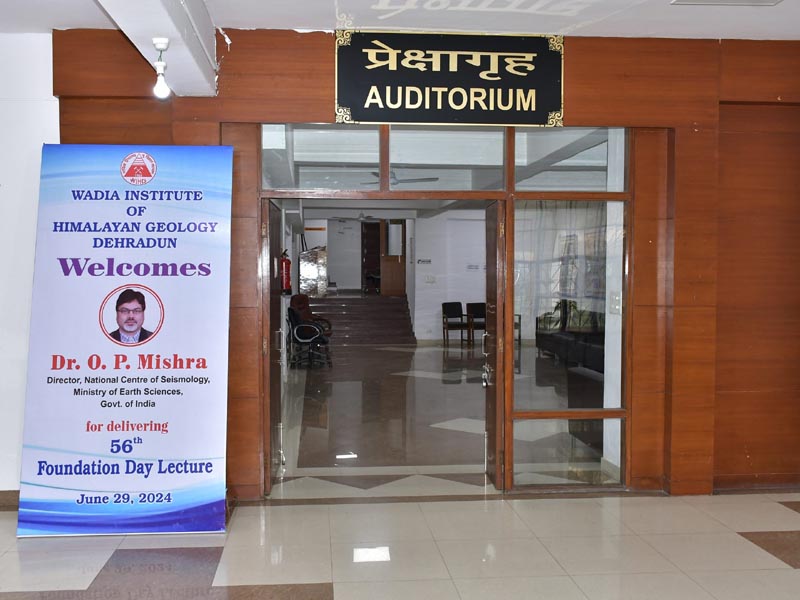 प्रेक्षागृह
AUDITORIUM
WIHG
WADIA INSTITUTE
OF
HIMALAYAN GEOLOGY
DEHRADUN
Welcomes
Dr. O. P. Mishra
Director, National Centre of Seismology,
Ministry of Earth Sciences,
Govt. of India
for delivering
56th
Foundation Day Lecture
June 29, 2024